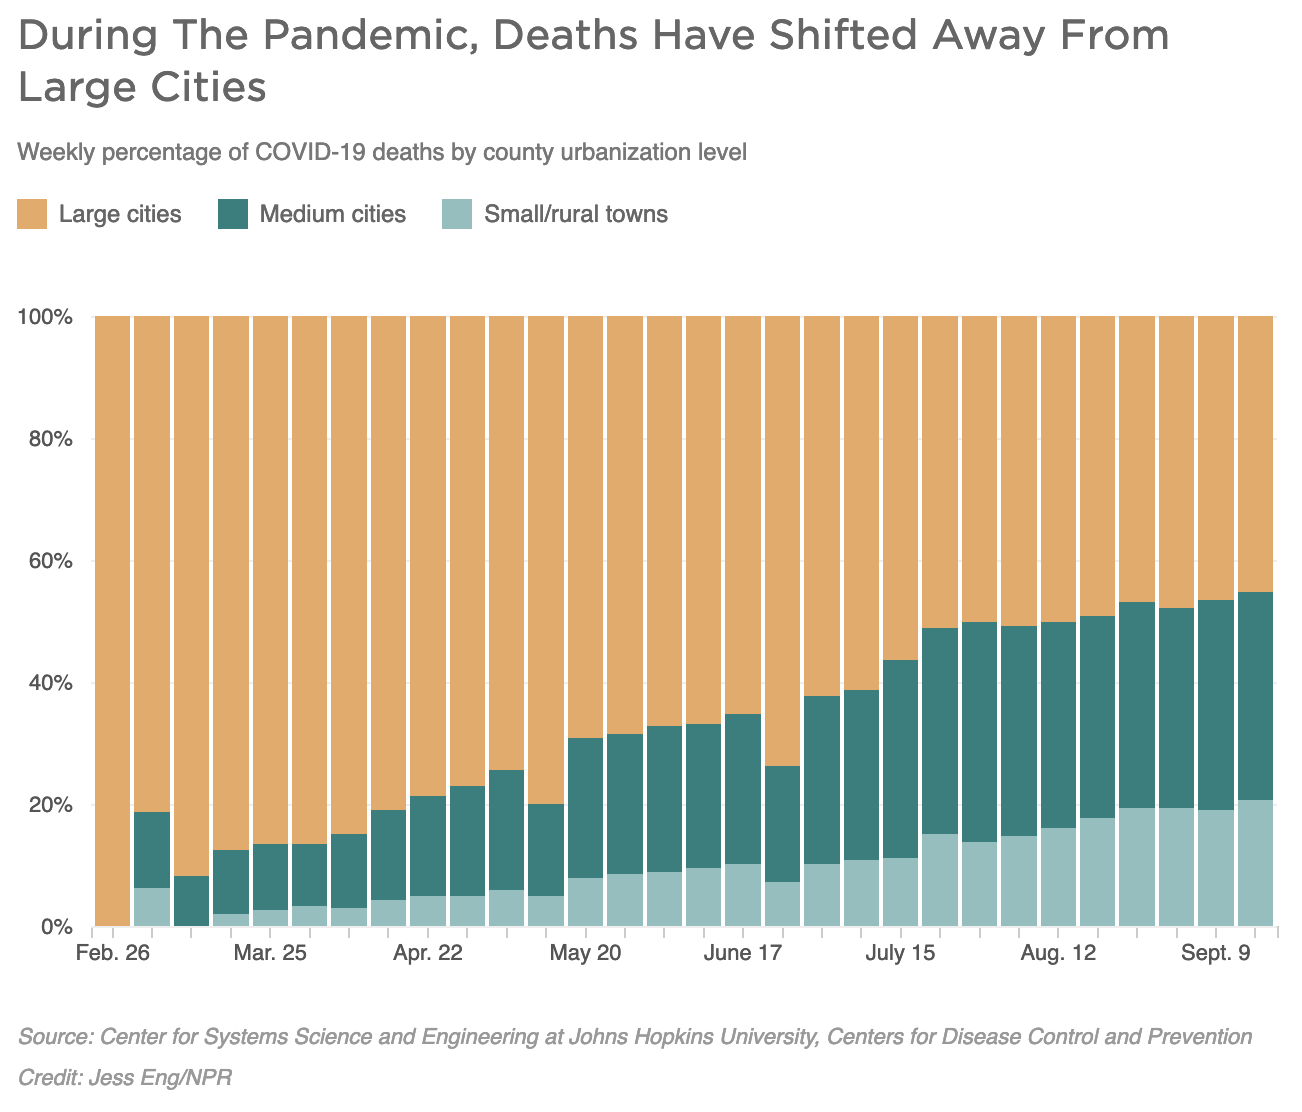 During The Pandemic, Deaths Have Shifted Away From
Large Cities
Weekly percentage of COVID-19 deaths by county urbanization level
Large cities Medium cities Small/rural towns
100%
80%
60%
40%
20%
0%
Feb. 26 Mar. 25 Apr. 22 May 20 June 17 July 15 Aug. 12 Sept. 9
Source: Center for Systems Science and Engineering at Johns Hopkins University, Centers for Disease Control and Prevention
Credit: Jess Eng/NPR